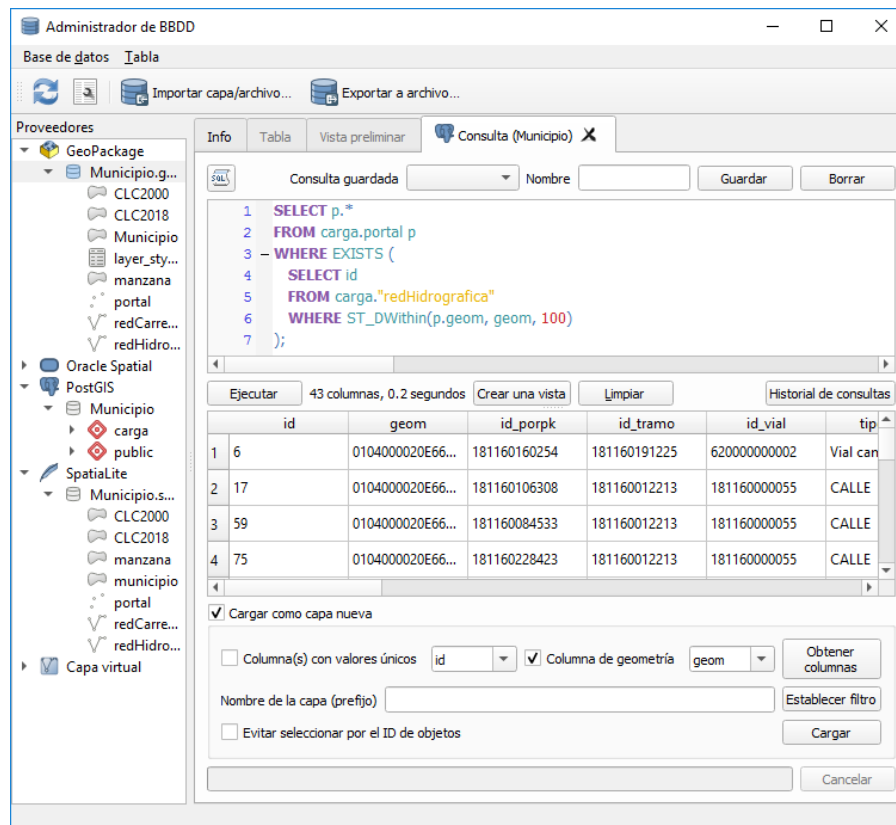 Administrador de BBDD
Base de datos Tabla
Importar capa/archivo... Exportar a archivo...
Proveedores
GeoPackage
Municipio.g...
CLC2000
CLC2018
Municipio
layer_sty...
manzana
portal
redCarre...
redHidro...
Oracle Spatial
PostGIS
Municipio
carga
public
SpatiaLite
Municipio.s...
CLC2000
CLC2018
manzana
municipio
portal
redCarre...
redHidro...
Capa virtual
Info Tabla Vista preliminar Consulta (Municipio) X
SQL Consulta guardada Nombre Guardar Borrar
1 SELECT p.*
2 FROM carga.portal p
3 WHERE EXISTS (
4 SELECT id
5 FROM carga."redHidrografica"
6 WHERE ST_DWithin(p.geom, geom, 100)
7 );
Ejecutar 43 columnas, 0.2 segundos Crear una vista Limpiar Historial de consultas
id geom id_porpk id_tramo id_vial tip
1 6 0104000020E66... 181160160254 181160191225 620000000002 Vial can
2 17 0104000020E66... 181160106308 181160012213 181160000055 CALLE
3 59 0104000020E66... 181160084533 181160012213 181160000055 CALLE
4 75 0104000020E66... 181160228423 181160012213 181160000055 CALLE
Cargar como capa nueva
Columna(s) con valores únicos id Columna de geometría geom Obtener columnas
Nombre de la capa (prefijo) Establecer filtro
Evitar seleccionar por el ID de objetos Cargar
Cancelar